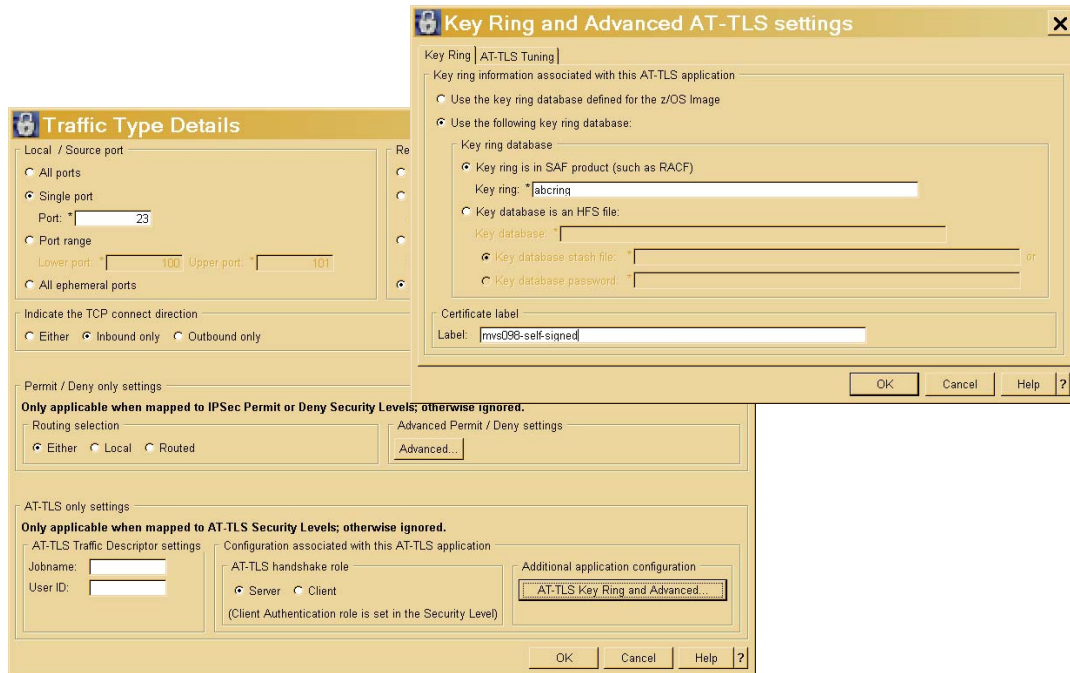 Key Ring and Advanced AT-TLS settings
Key Ring
AT-TLS Tuning
Key ring information associated with this AT-TLS application
Use the key ring database defined for the z/OS Image
Use the following key ring database:
Key ring database
Key ring is in SAF product (such as RACF)
Key ring: * abcring
Key database is an HFS file:
Key database: *
Key database stash file: * or
Key database password: *
Certificate label
Label: mvs098-self-signed
OK Cancel Help ?
Traffic Type Details
Local / Source port
Re
All ports
Single port
Port: * 23
Port range
Lower port: * 100 Upper port: * 101
All ephemeral ports
Indicate the TCP connect direction
Either Inbound only Outbound only
Permit / Deny only settings
Only applicable when mapped to IPSec Permit or Deny Security Levels; otherwise ignored.
Routing selection
Either Local Routed
Advanced Permit / Deny settings
Advanced...
AT-TLS only settings
Only applicable when mapped to AT-TLS Security Levels; otherwise ignored.
AT-TLS Traffic Descriptor settings
Jobname:
User ID:
Configuration associated with this AT-TLS application
AT-TLS handshake role
Server Client
(Client Authentication role is set in the Security Level)
Additional application configuration
AT-TLS Key Ring and Advanced...
OK Cancel Help ?